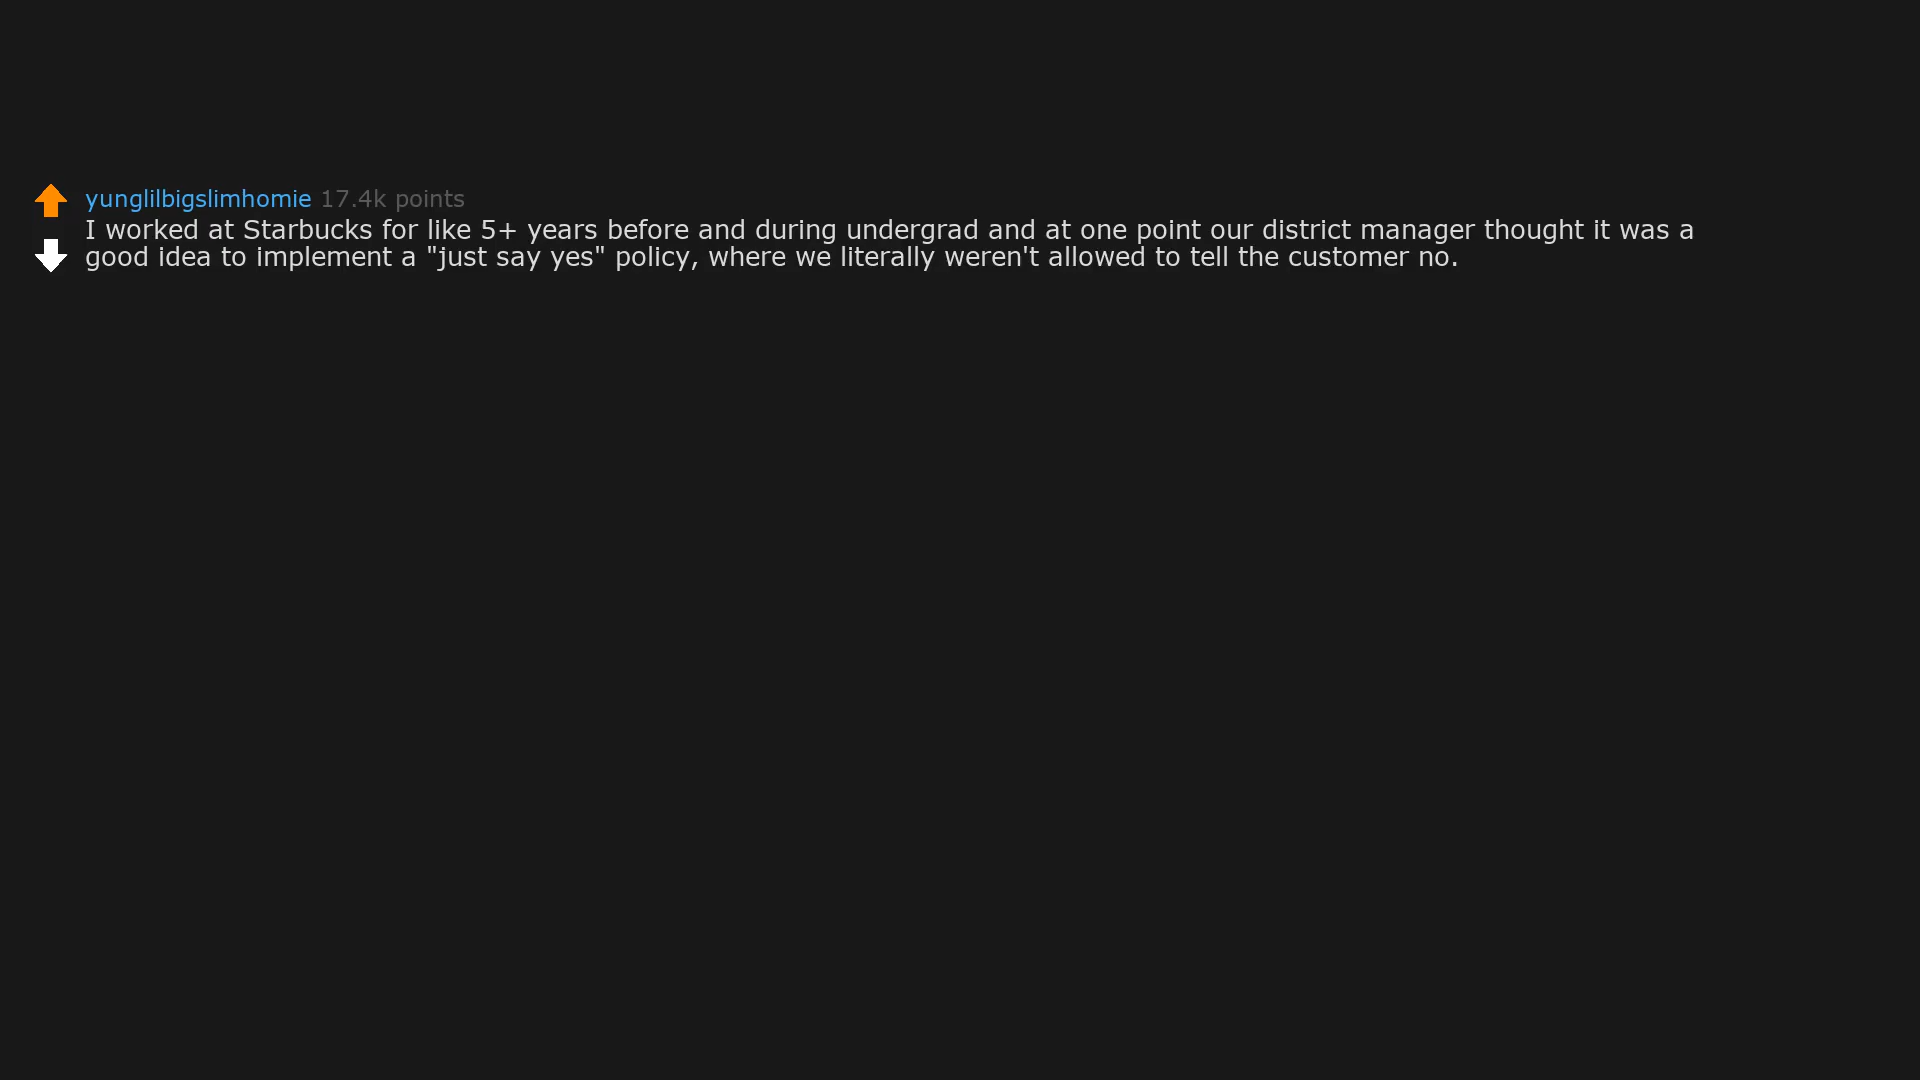 yunglilbigslimhomie 17.4k points
I worked at Starbucks for like 5+ years before and during undergrad and at one point our district manager thought it was a
good idea to implement a "just say yes" policy, where we literally weren't allowed to tell the customer no.